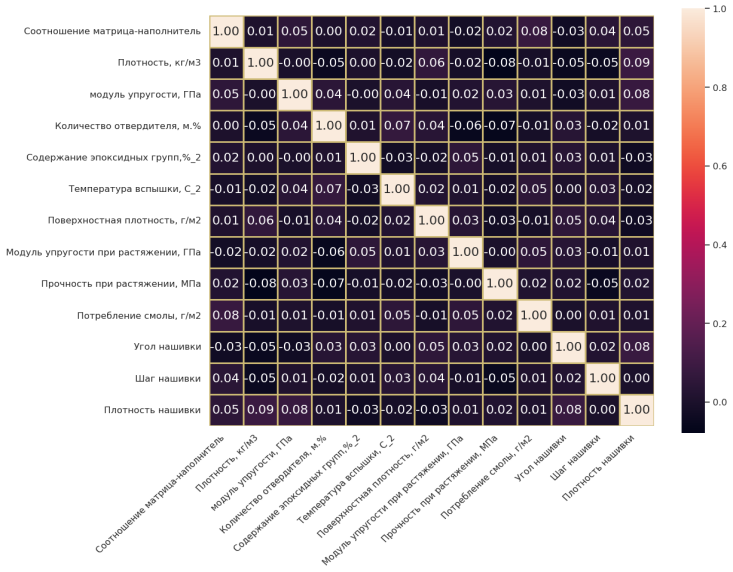 Соотношение матрица-наполнитель 1.00 0.01 0.05 0.00 0.02 -0.01 0.01 -0.02 0.02 0.08 -0.03 0.04 0.05
Плотность, кг/м3 0.01 1.00 -0.00 -0.05 0.00 -0.02 0.06 -0.02 -0.08 -0.01 -0.05 -0.05 0.09
модуль упругости, ГПа 0.05 -0.00 1.00 0.04 -0.00 0.04 -0.01 0.02 0.03 0.01 -0.03 0.01 0.08
Количество отвердителя, м.% 0.00 -0.05 0.04 1.00 0.01 0.07 0.04 -0.06 -0.07 -0.01 0.03 -0.02 0.01
Содержание эпоксидных групп,%_2 0.02 0.00 -0.00 0.01 1.00 -0.03 -0.02 0.05 -0.01 0.01 0.03 0.01 -0.03
Температура вспышки, С_2 -0.01 -0.02 0.04 0.07 -0.03 1.00 0.02 0.01 -0.02 0.05 0.00 0.03 -0.02
Поверхностная плотность, г/м2 0.01 0.06 -0.01 0.04 -0.02 0.02 1.00 0.03 -0.03 -0.01 0.05 0.04 -0.03
Модуль упругости при растяжении, ГПа -0.02 -0.02 0.02 -0.06 0.05 0.01 0.03 1.00 -0.00 0.05 0.03 -0.01 0.01
Прочность при растяжении, МПа 0.02 -0.08 0.03 -0.07 -0.01 -0.02 -0.03 -0.00 1.00 0.02 0.02 -0.05 0.02
Потребление смолы, г/м2 0.08 -0.01 0.01 -0.01 0.01 0.05 -0.01 0.05 0.02 1.00 0.00 0.01 0.01
Угол нашивки -0.03 -0.05 -0.03 0.03 0.03 0.00 0.05 0.03 0.02 0.00 1.00 0.02 0.08
Шаг нашивки 0.04 -0.05 0.01 -0.02 0.01 0.03 0.04 -0.01 -0.05 0.01 0.02 1.00 0.00
Плотность нашивки 0.05 0.09 0.08 0.01 -0.03 -0.02 -0.03 0.01 0.02 0.01 0.08 0.00 1.00
Соотношение матрица-наполнитель
Плотность, кг/м3
модуль упругости, ГПа
Количество отвердителя, м.%
Содержание эпоксидных групп,%_2
Температура вспышки, С_2
Поверхностная плотность, г/м2
Модуль упругости при растяжении, ГПа
Прочность при растяжении, МПа
Потребление смолы, г/м2
Угол нашивки
Шаг нашивки
Плотность нашивки
1.0
0.8
0.6
0.4
0.2
0.0